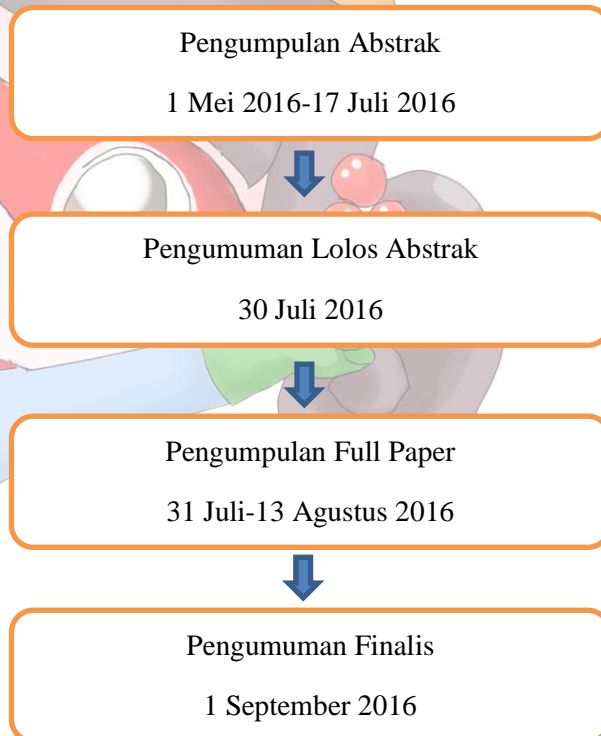 Pengumpulan Abstrak
1 Mei 2016-17 Juli 2016
Pengumuman Lolos Abstrak
30 Juli 2016
Pengumpulan Full Paper
31 Juli-13 Agustus 2016
Pengumuman Finalis
1 September 2016